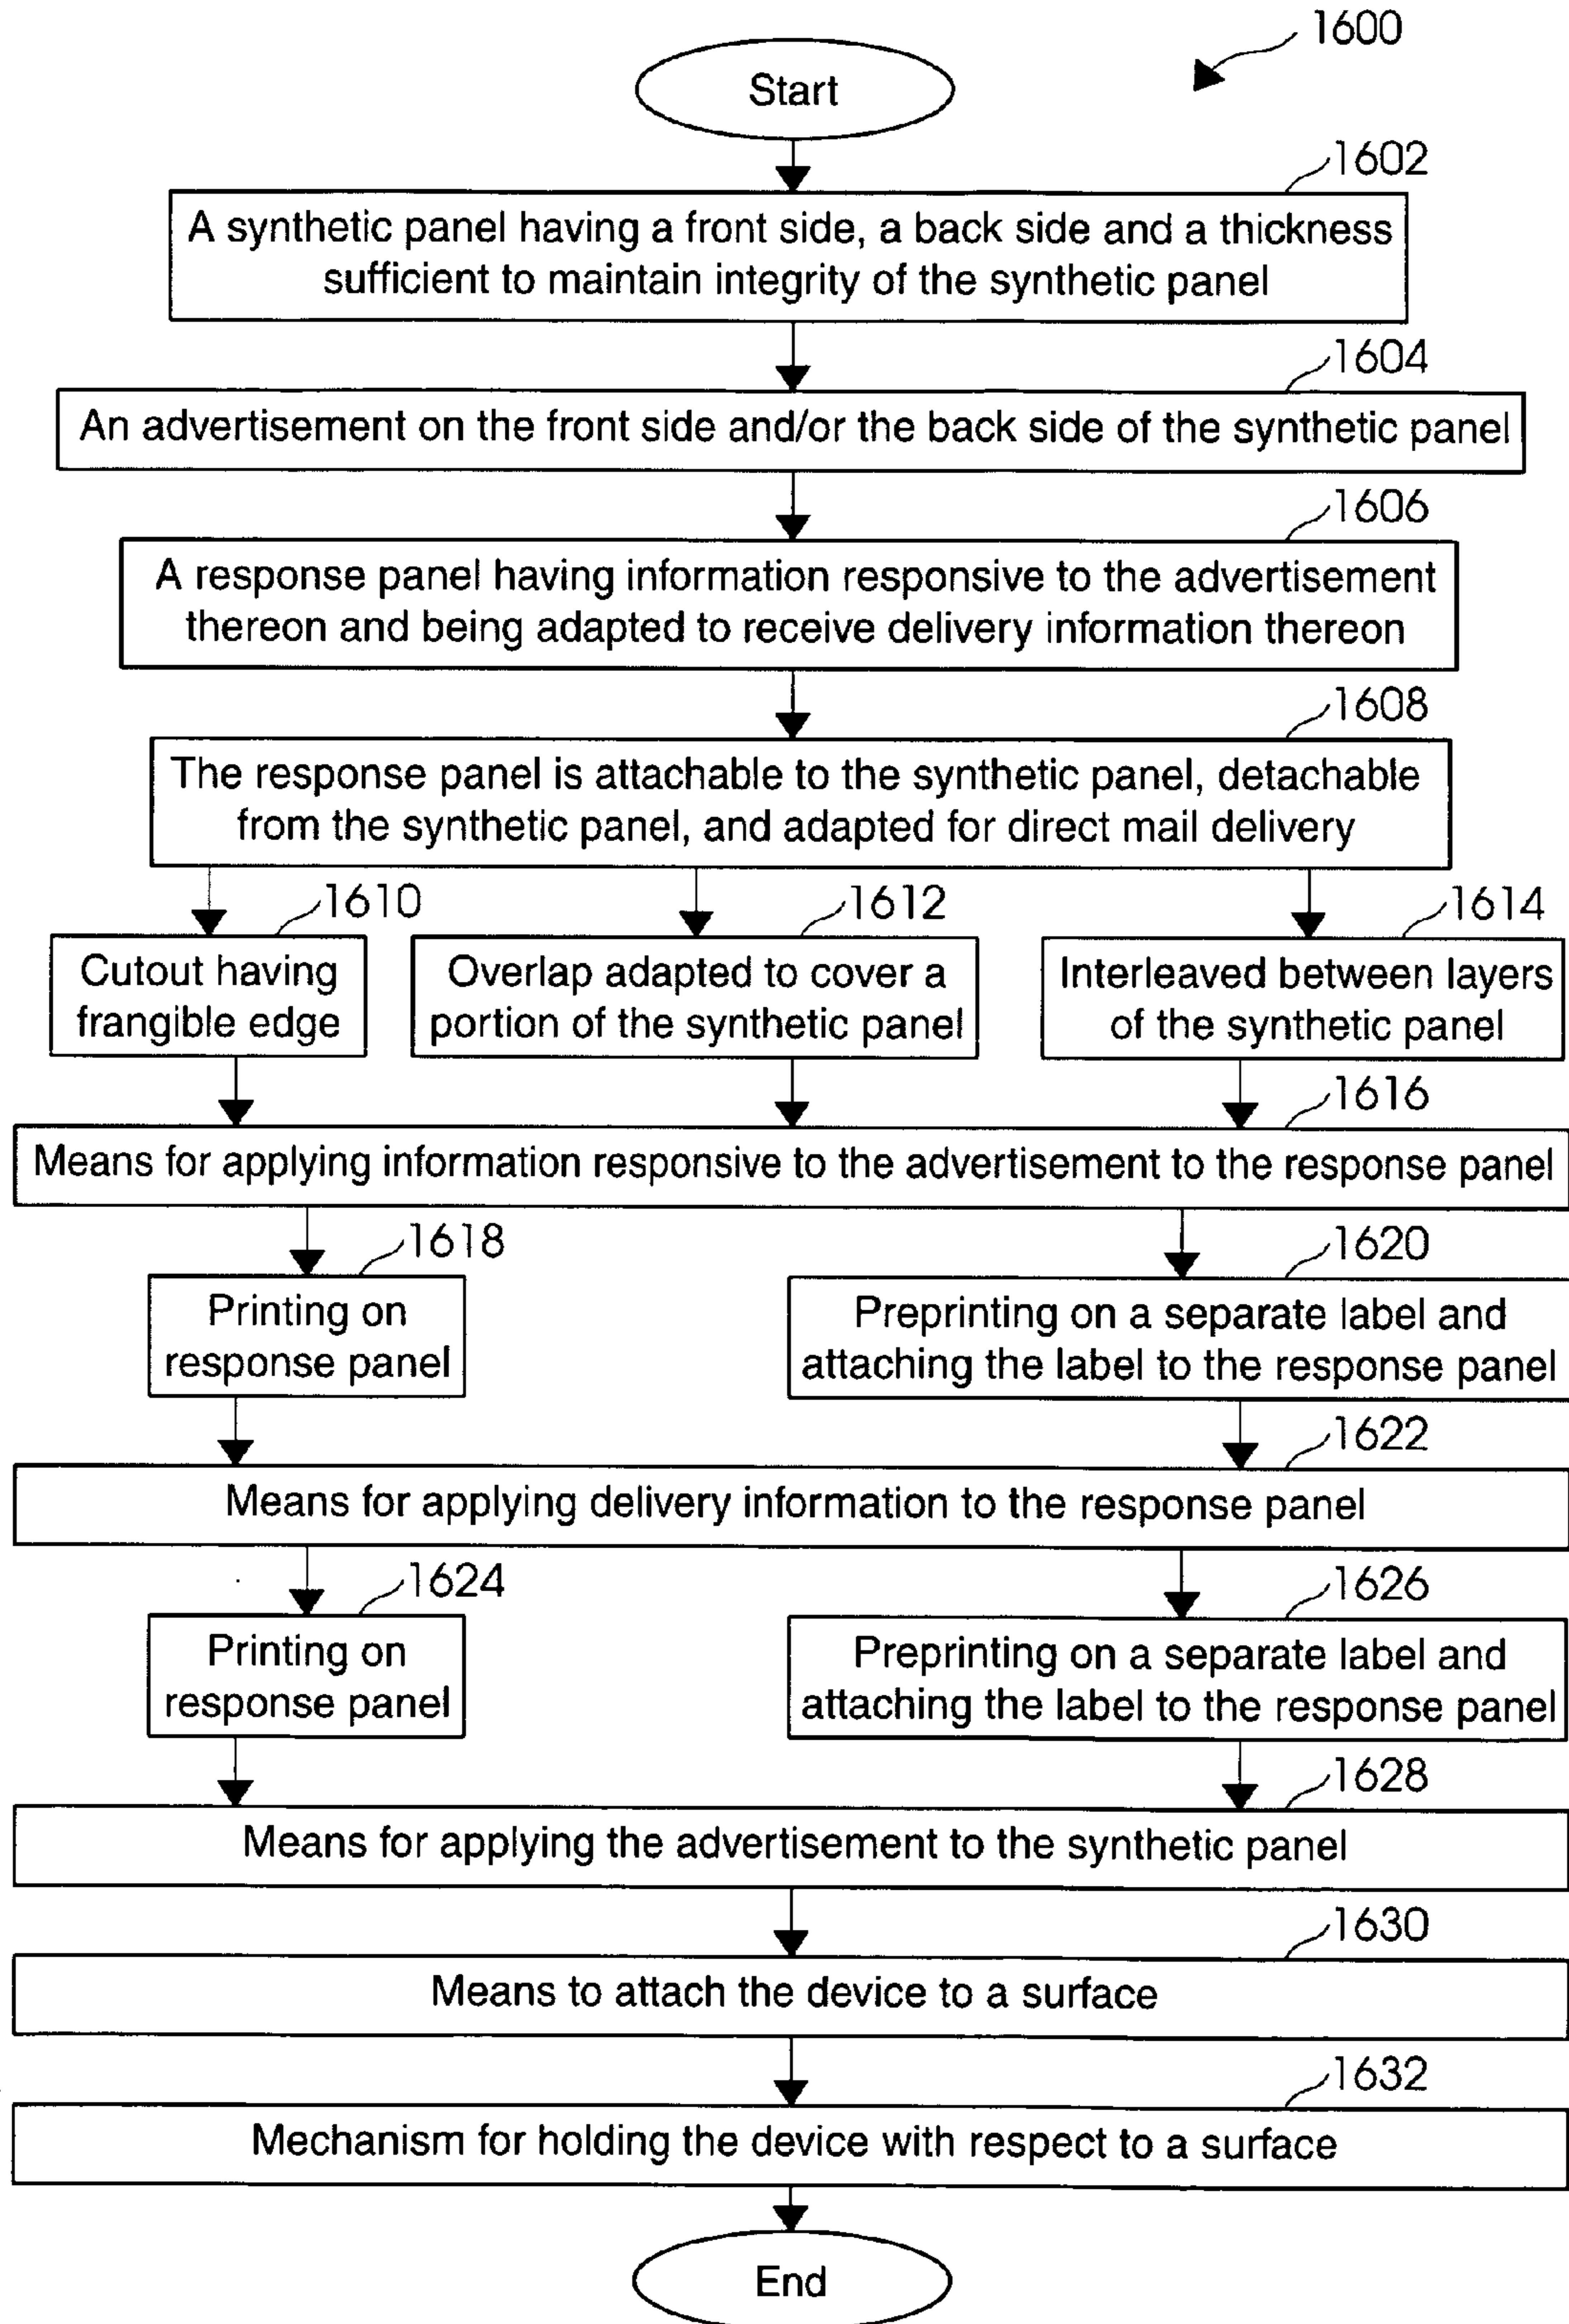 1600
Start
1602
A synthetic panel having a front side, a back side and a thickness
sufficient to maintain integrity of the synthetic panel
1604
An advertisement on the front side and/or the back side of the synthetic panel
1606
A response panel having information responsive to the advertisement
thereon and being adapted to receive delivery information thereon
1608
The response panel is attachable to the synthetic panel, detachable
from the synthetic panel, and adapted for direct mail delivery
1610
Cutout having
frangible edge
1612
Overlap adapted to cover a
portion of the synthetic panel
1614
Interleaved between layers
of the synthetic panel
1616
Means for applying information responsive to the advertisement to the response panel
1618
Printing on
response panel
1620
Preprinting on a separate label and
attaching the label to the response panel
1622
Means for applying delivery information to the response panel
1624
Printing on
response panel
1626
Preprinting on a separate label and
attaching the label to the response panel
1628
Means for applying the advertisement to the synthetic panel
1630
Means to attach the device to a surface
1632
Mechanism for holding the device with respect to a surface
End